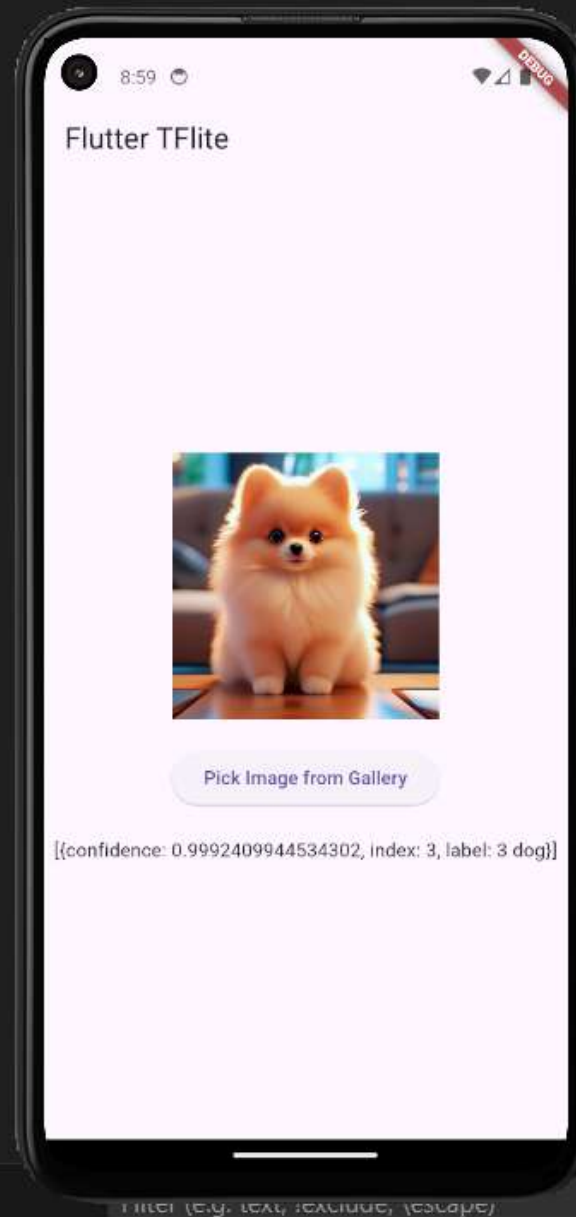 8:59
DEBUG
Flutter TFlite
Pick Image from Gallery
[{confidence: 0.9992409944534302, index: 3, label: 3 dog}]
Filter (e.g. text, !exclude, \escape)